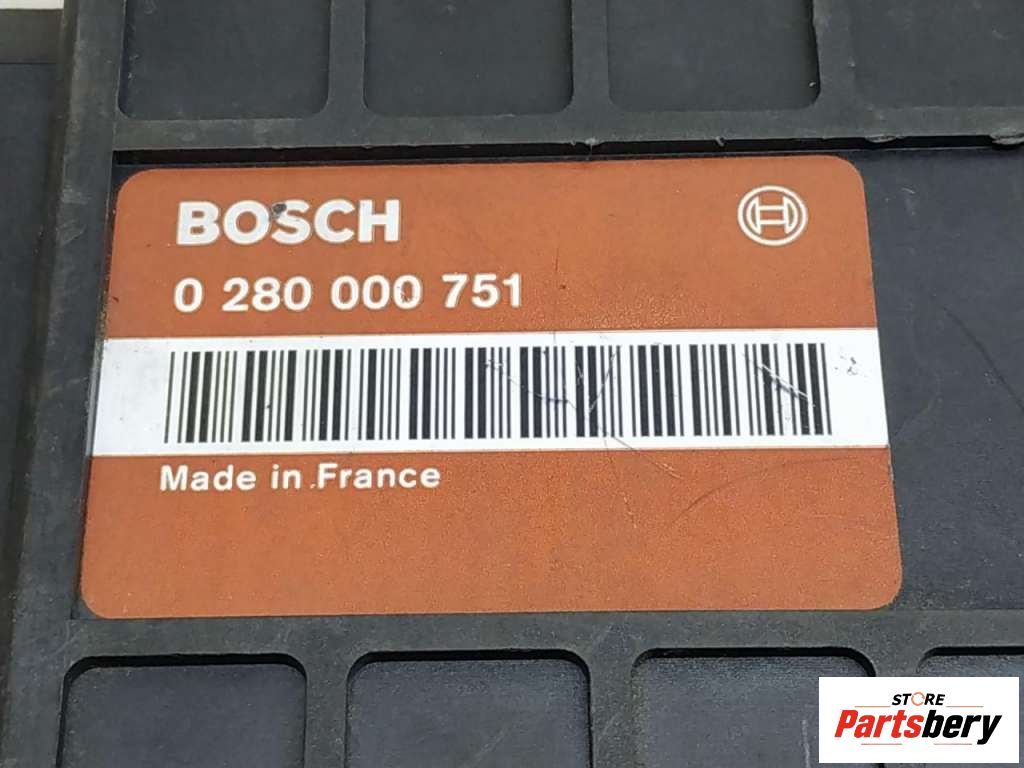 BOSCH
0 280 000 751
Made in France
STORE
Partsbery